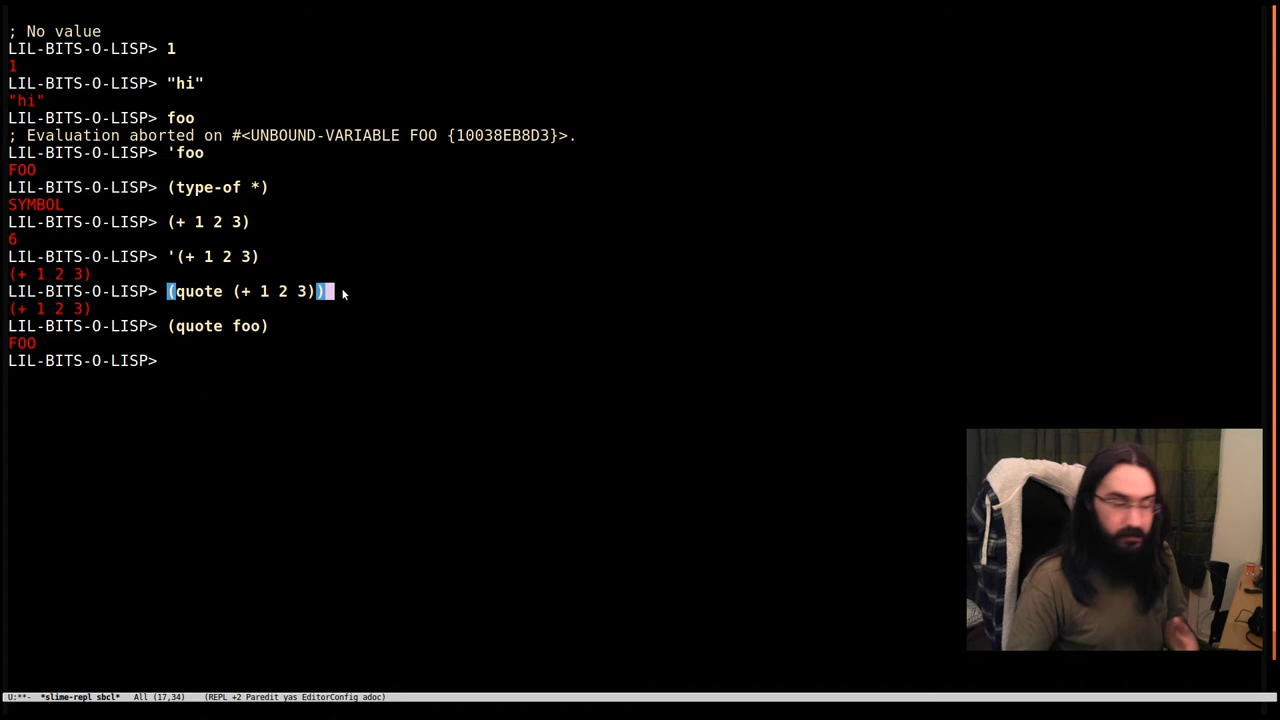 ; No value
LIL-BITS-O-LISP> 1
1
LIL-BITS-O-LISP> "hi"
"hi"
LIL-BITS-O-LISP> foo
; Evaluation aborted on #<UNBOUND-VARIABLE FOO {10038EB8D3}>.
LIL-BITS-O-LISP> 'foo
FOO
LIL-BITS-O-LISP> (type-of *)
SYMBOL
LIL-BITS-O-LISP> (+ 1 2 3)
6
LIL-BITS-O-LISP> '(+ 1 2 3)
(+ 1 2 3)
LIL-BITS-O-LISP> (quote (+ 1 2 3))
(+ 1 2 3)
LIL-BITS-O-LISP> (quote foo)
FOO
LIL-BITS-O-LISP>
U:**-  *slime-repl sbcl*   All (17,34)    (REPL +2 Paredit yas EditorConfig adoc)